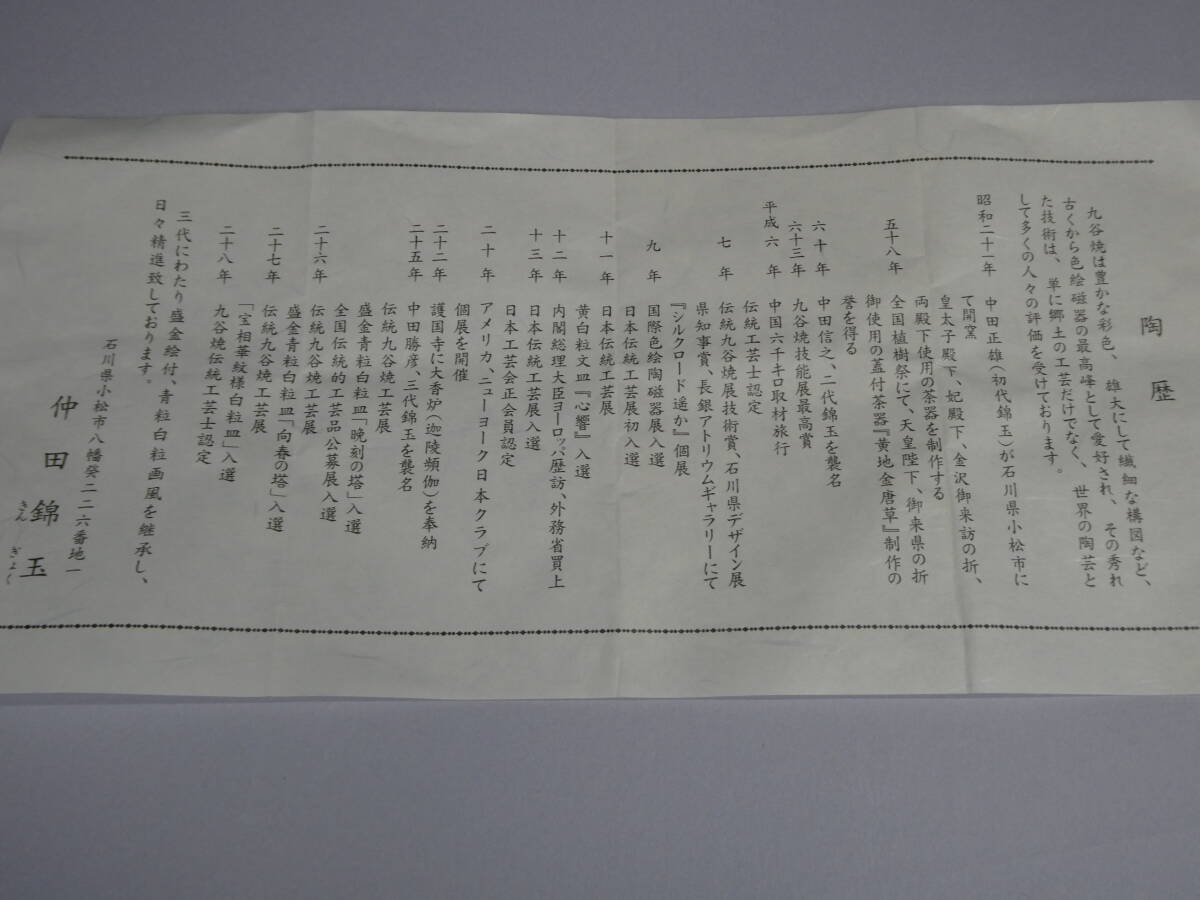 陶歴
九谷焼は豊かな彩色、雄大にして繊細な構図など、
古くから色絵磁器の最高峰として愛好され、その秀れ
た技術は、単に郷土の工芸だけでなく、世界の陶芸と
して多くの人々の評価を受けております。
昭和二十一年 中田正雄(初代錦玉)が石川県小松市に
て開窯
皇太子殿下、妃殿下、金沢御来訪の折、
両殿下使用の茶器を制作する
五十八年 全国植樹祭にて、天皇陛下、御来県の折
御使用の蓋付茶器『黄地金唐草』制作の
誉を得る
六十年 中田信之、二代錦玉を襲名
六十三年 九谷焼技能展最高賞
平成六年 中国六千キロ取材旅行
伝統工芸士認定
七年 伝統九谷焼展技術賞、石川県デザイン展
県知事賞、長銀アトリウムギャラリーにて
『シルクロード遥か』個展
九年 国際色絵陶磁器展入選
日本伝統工芸展初入選
十一年 日本伝統工芸展
黄白粒文皿『心響』入選
十二年 内閣総理大臣ヨーロッパ歴訪、外務省買上
十三年 日本伝統工芸展入選
日本工芸会正会員認定
二十年 アメリカ、ニューヨーク日本クラブにて
個展を開催
二十二年 護国寺に大香炉(迦陵頻伽)を奉納
二十五年 中田勝彦、三代錦玉を襲名
伝統九谷焼工芸展
盛金青粒白粒皿「晩刻の塔」入選
全国伝統的工芸品公募展入選
二十六年 伝統九谷焼工芸展
盛金青粒白粒皿「向春の塔」入選
二十七年 伝統九谷焼工芸展
「宝相華紋様白粒皿」入選
二十八年 九谷焼伝統工芸士認定
三代にわたり盛金絵付、青粒白粒画風を継承し、
日々精進致しております。
石川県小松市八幡癸二二六番地一
仲田錦玉
きんぎょく